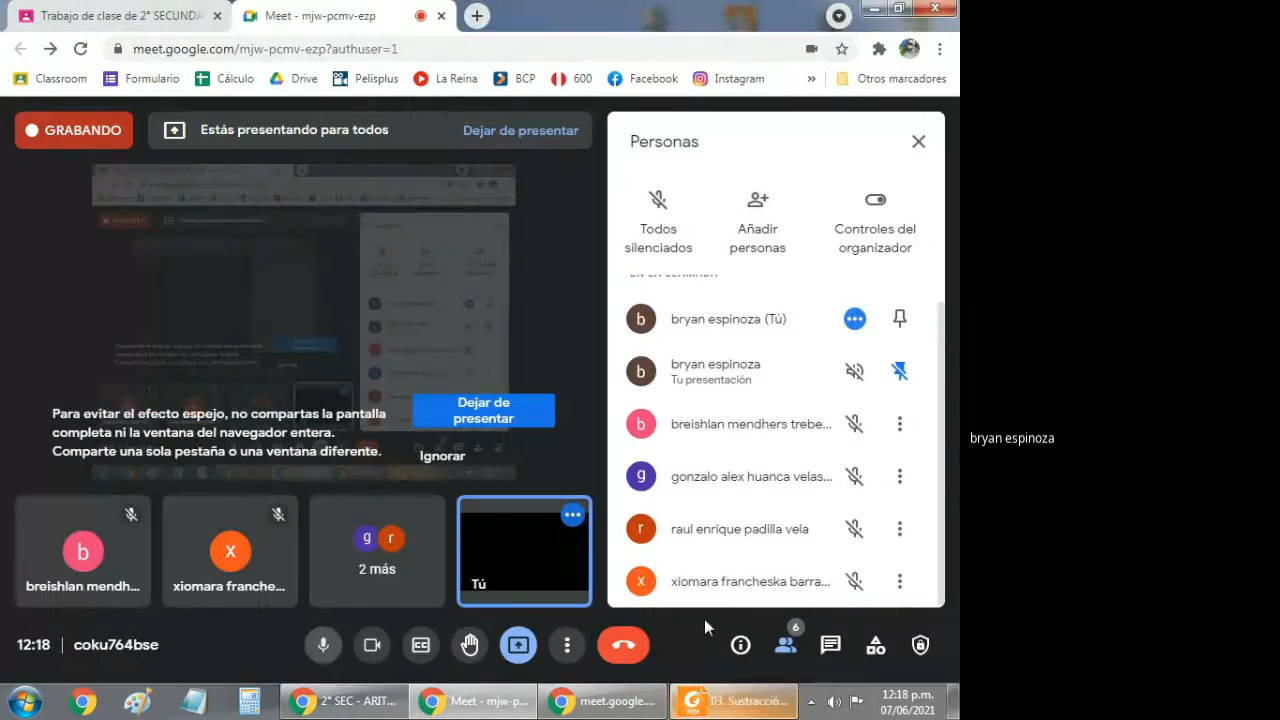 Trabajo de clase de 2° SECUNDA
Meet - mjw-pcmv-ezp
meet.google.com/mjw-pcmv-ezp?authuser=1
Classroom
Formulario
Cálculo
Drive
Pelisplus
La Reina
BCP
600
Facebook
Instagram
»
Otros marcadores
GRABANDO
Estás presentando para todos
Dejar de presentar
Personas
Todos silenciados
Añadir personas
Controles del organizador
EN LA LLAMADA
bryan espinoza (Tú)
bryan espinoza
Tu presentación
breishlan mendhers trebe...
gonzalo alex huanca velas...
raul enrique padilla vela
xiomara francheska barra...
Para evitar el efecto espejo, no compartas la pantalla
completa ni la ventana del navegador entera.
Comparte una sola pestaña o una ventana diferente.
Dejar de
presentar
Ignorar
b
breishlan mendh...
x
xiomara franche...
g r
2 más
Tú
12:18 | coku764bse
6
bryan espinoza
2° SEC - ARIT...
Meet - mjw-p...
meet.google....
D3. Sustracció...
12:18 p.m.
07/06/2021